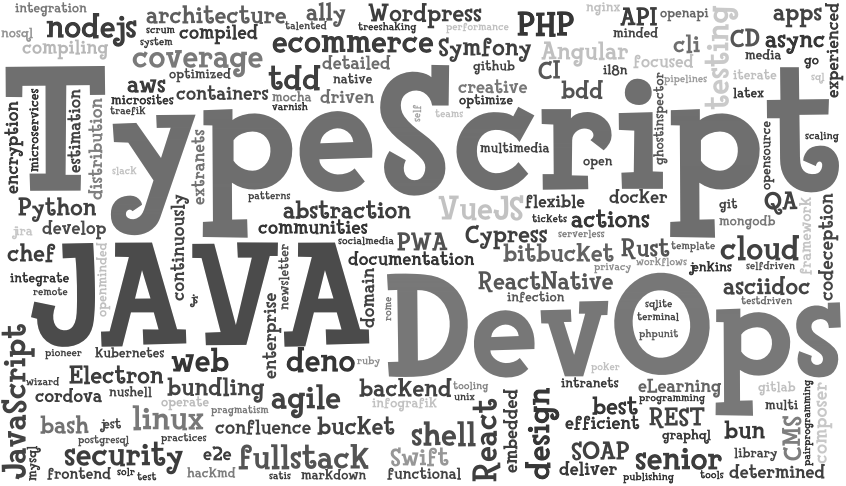 integration
nosql
nodejs
scrum
system
architecture
compiled
talented
ally
treeshaking
Wordpress
performance
PHP
nginx
API
minded
openapi
testing
apps
experienced
compiling
coverage
optimized
ecommerce
detailed
Symfony
github
Angular
CI
i18n
focused
cli
CD
async
media
go
aws
microsites
traefik
containers
tdd
mocha
varnish
native
driven
self
teams
creative
optimize
bdd
ghostinspector
pipelines
iterate
latex
sql
encryption
microservices
estimation
distribution
TypeScript
multimedia
open
opensource
scaling
slack
extranets
patterns
Python
develop
jira
continuously
abstraction
communities
socialmedia
VueJS
flexible
tickets
actions
docker
git
mongodb
QA
framework
codeception
chef
integrate
remote
openminded
JAVA
js
newsletter
enterprise
domain
PWA
documentation
Cypress
serverless
bitbucket
privacy
Rust
workflows
template
jenkins
cloud
selfdriven
asciidoc
testdriven
ReactNative
infection
rome
DevOps
sqlite
terminal
phpunit
JavaScript
pioneer
Kubernetes
web
deno
ruby
poker
wizard
Electron
cordova
nushell
bundling
operate
pragmatism
agile
backend
infografik
tooling
unix
intranets
eLearning
programming
gitlab
multi
pairprogramming
composer
bash
jest
postgresql
linux
practices
confluence
bucket
shell
React
embedded
design
best
efficient
REST
graphql
bun
CMS
mysql
security
frontend
solr
test
hackmd
e2e
fullstack
satis
markdown
Swift
functional
SOAP
deliver
publishing
senior
tools
library
determined